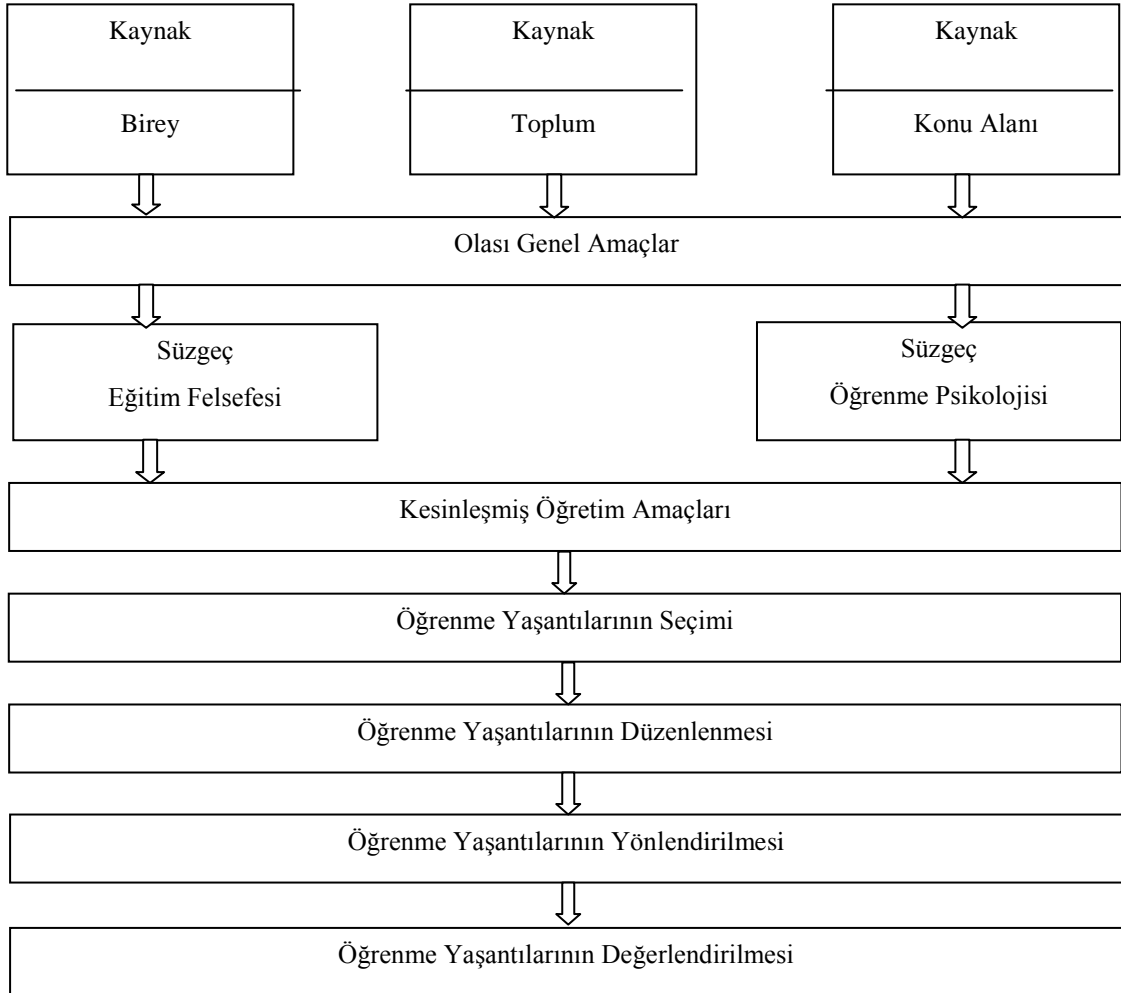 Kaynak
Birey
Kaynak
Toplum
Kaynak
Konu Alanı
Olası Genel Amaçlar
Süzgeç
Eğitim Felsefesi
Süzgeç
Öğrenme Psikolojisi
Kesinleşmiş Öğretim Amaçları
Öğrenme Yaşantılarının Seçimi
Öğrenme Yaşantılarının Düzenlenmesi
Öğrenme Yaşantılarının Yönlendirilmesi
Öğrenme Yaşantılarının Değerlendirilmesi